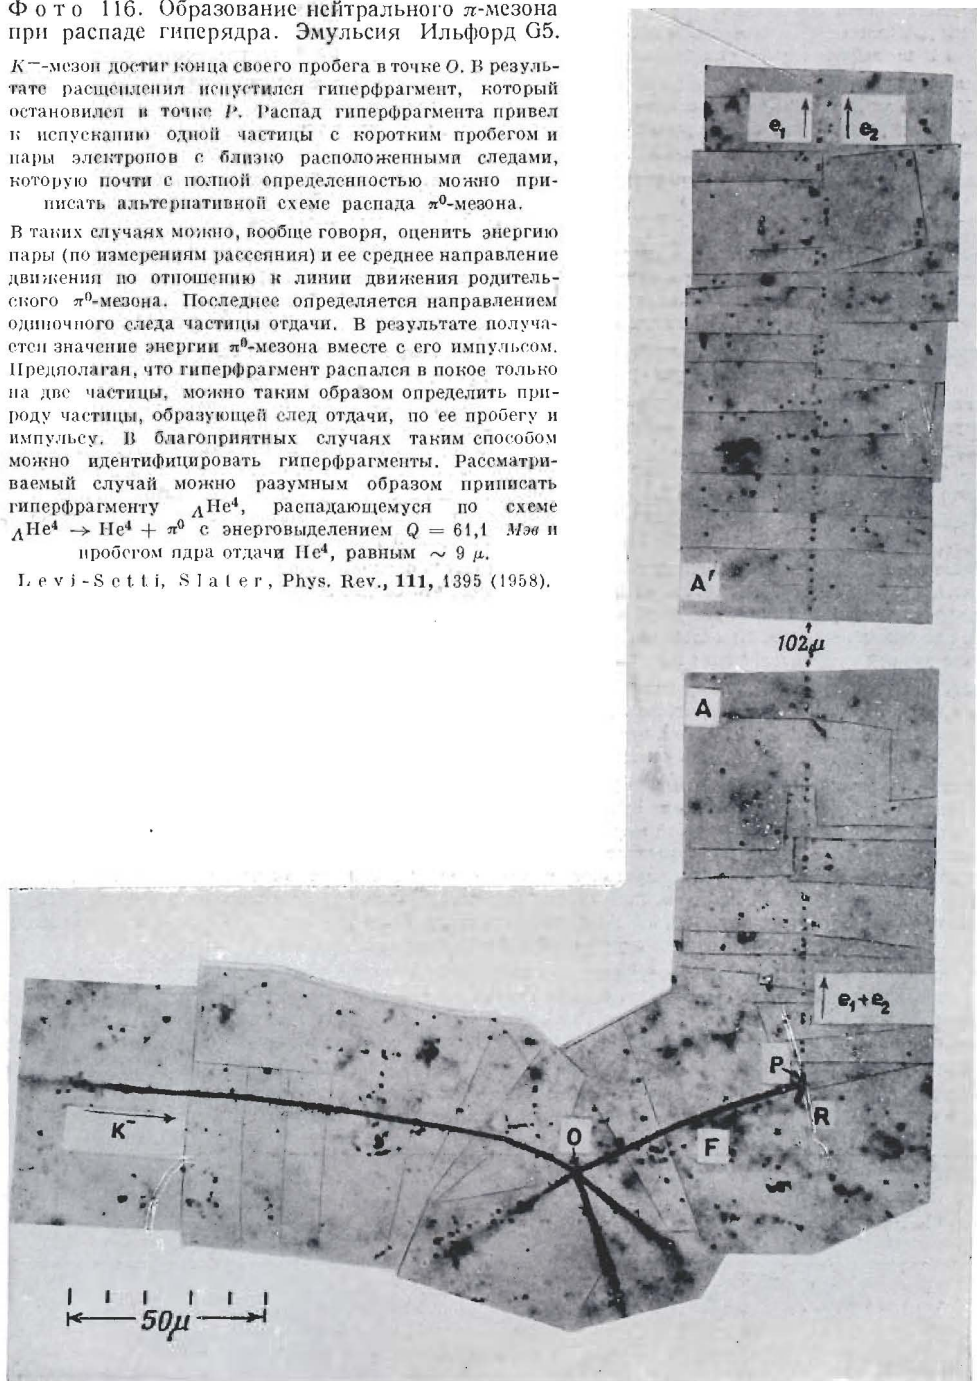 Фото 116. Образование нейтрального π-мезона
при распаде гиперядра. Эмульсия Ильфорд G5.
K⁻-мезон достиг конца своего пробега в точке O. В резуль-
тате расщепления испустился гиперфрагмент, который
остановился в точке P. Распад гиперфрагмента привел
к испусканию одной частицы с коротким пробегом и
пары электронов с близко расположенными следами,
которую почти с полной определенностью можно при-
писать альтернативной схеме распада π⁰-мезона.
В таких случаях можно, вообще говоря, оценить энергию
пары (по измерениям рассеяния) и ее среднее направление
движения по отношению к линии движения родитель-
ского π⁰-мезона. Последнее определяется направлением
одиночного следа частицы отдачи. В результате получа-
ется значение энергии π⁰-мезона вместе с его импульсом.
Предполагая, что гиперфрагмент распался в покое только
на две частицы, можно таким образом определить при-
роду частицы, образующей след отдачи, по ее пробегу и
импульсу. В благоприятных случаях таким способом
можно идентифицировать гиперфрагменты. Рассматри-
ваемый случай можно разумным образом приписать
гиперфрагменту ΛHe⁴, распадающемуся по схеме
ΛHe⁴ → He⁴ + π⁰ с энерговыделением Q = 61,1 Мэв и
пробегом ядра отдачи He⁴, равным ~ 9 μ.
Levi-Setti, Slater, Phys. Rev., 111, 1395 (1958).
e₁ e₂
A′
102μ
A
e₁+e₂
P
R
K⁻
O
F
50μ